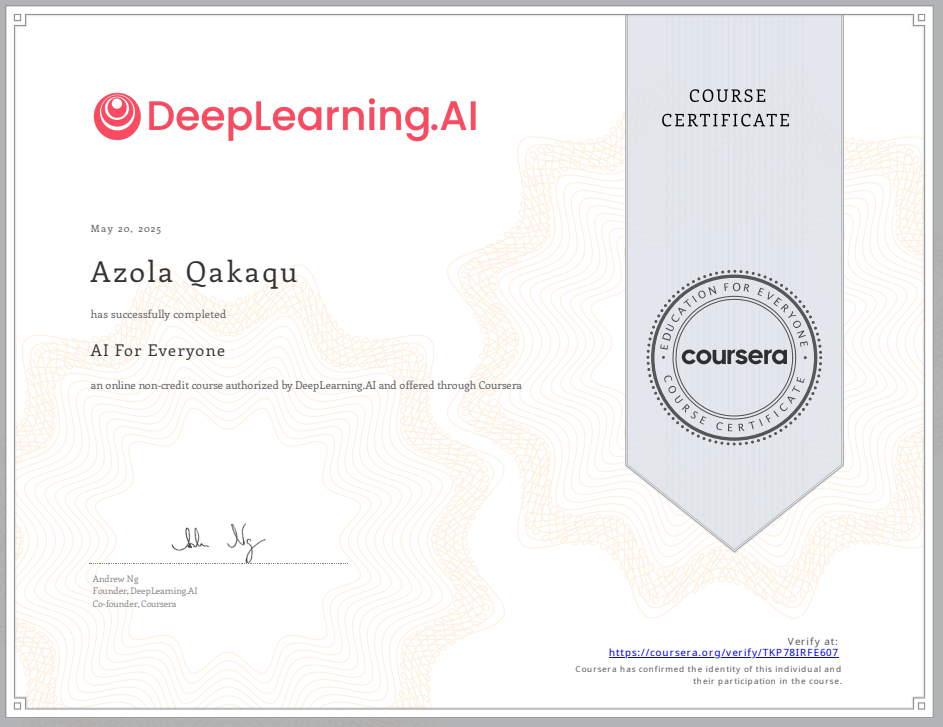 DeepLearning.AI
COURSE
CERTIFICATE
May 20, 2025
Azola Qakaqu
has successfully completed
AI For Everyone
an online non-credit course authorized by DeepLearning.AI and offered through Coursera
EDUCATION FOR EVERYONE
coursera
COURSE CERTIFICATE
Andrew Ng
Founder, DeepLearning.AI
Co-founder, Coursera
Verify at:
https://coursera.org/verify/TKP78IRFE607
Coursera has confirmed the identity of this individual and
their participation in the course.